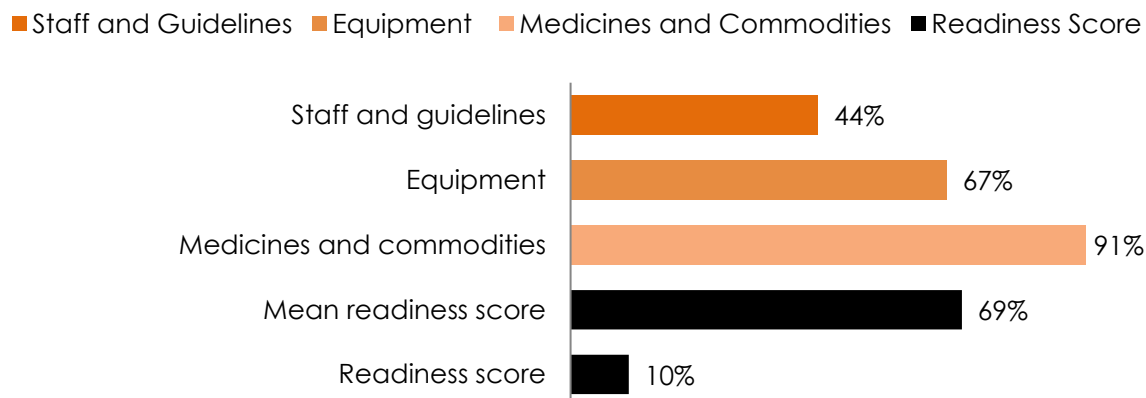 Staff and Guidelines Equipment Medicines and Commodities Readiness Score
Staff and guidelines 44%
Equipment 67%
Medicines and commodities 91%
Mean readiness score 69%
Readiness score 10%